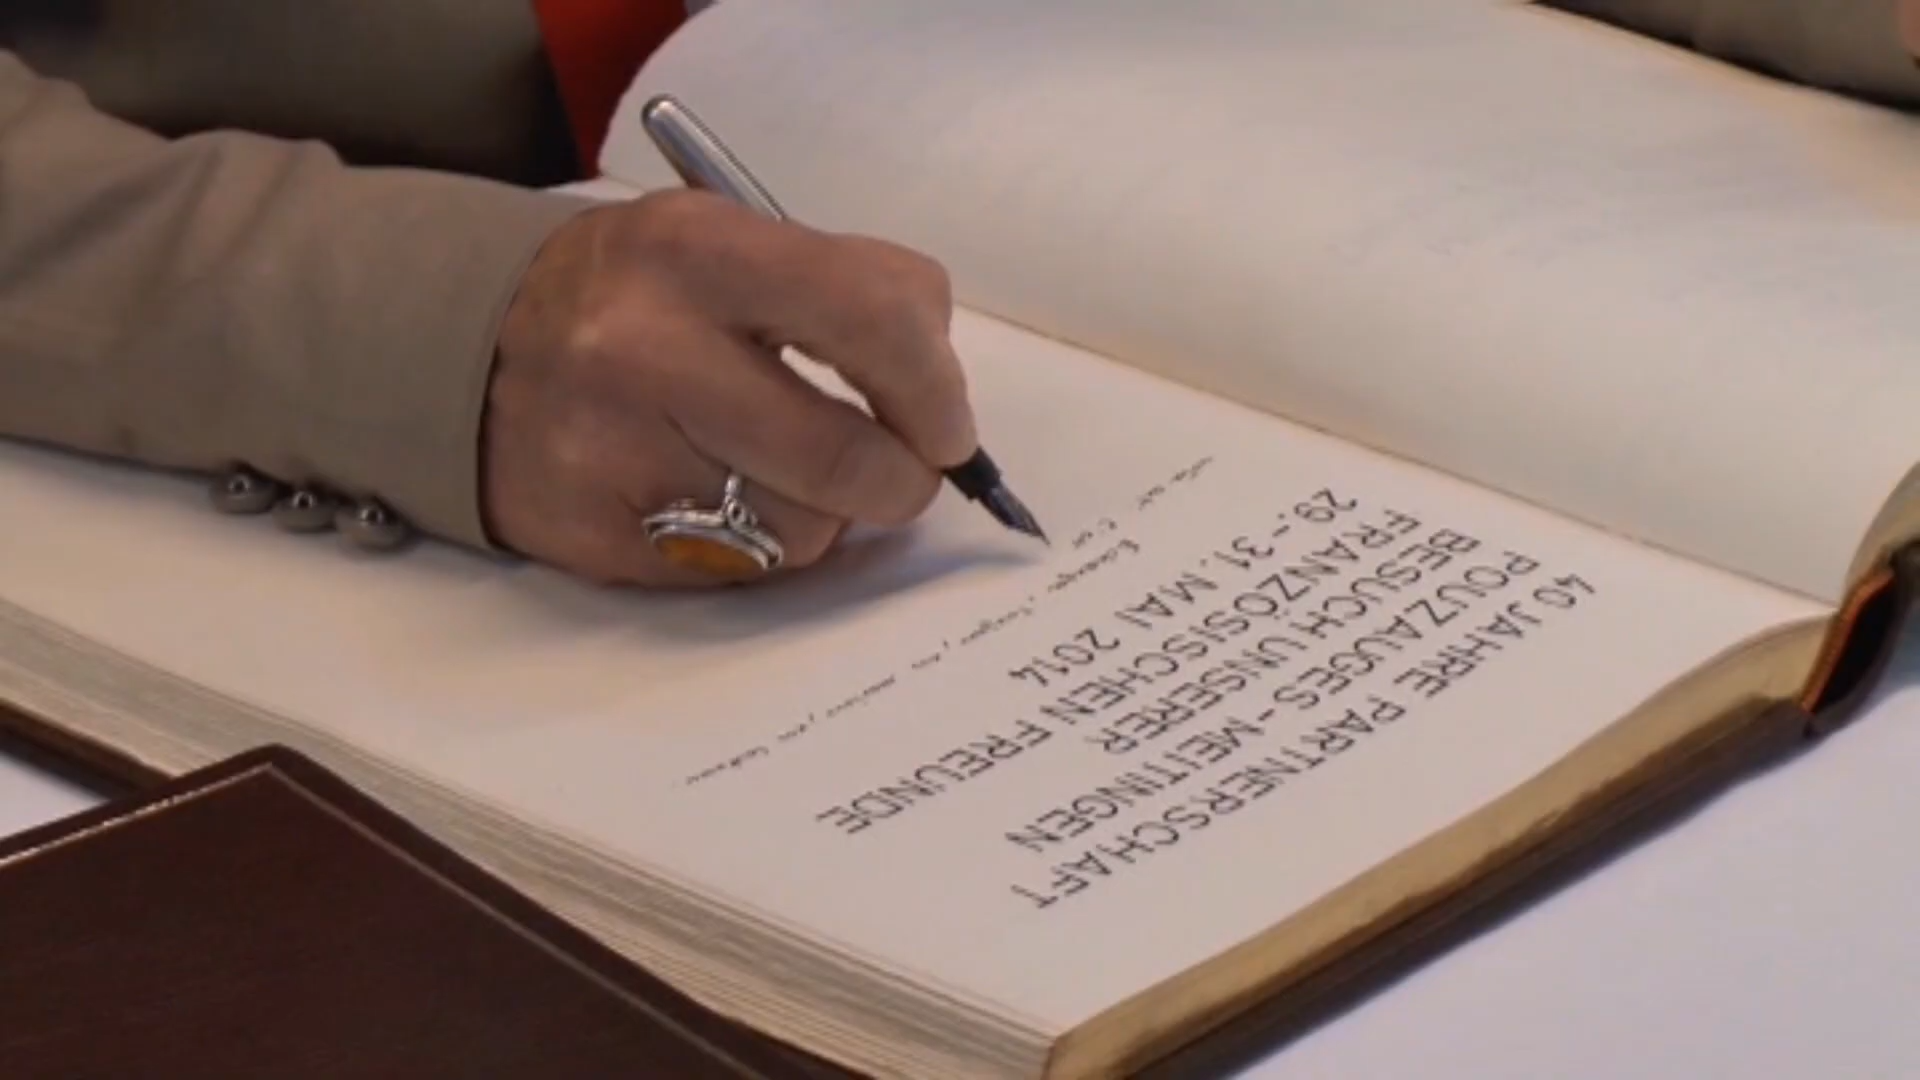 40 JAHRE PARTNERSCHAFT
POUZAUGES-MEITINGEN
BESUCH UNSERER
FRANZÖSISCHEN FREUNDE
29.-31. MAI 2014